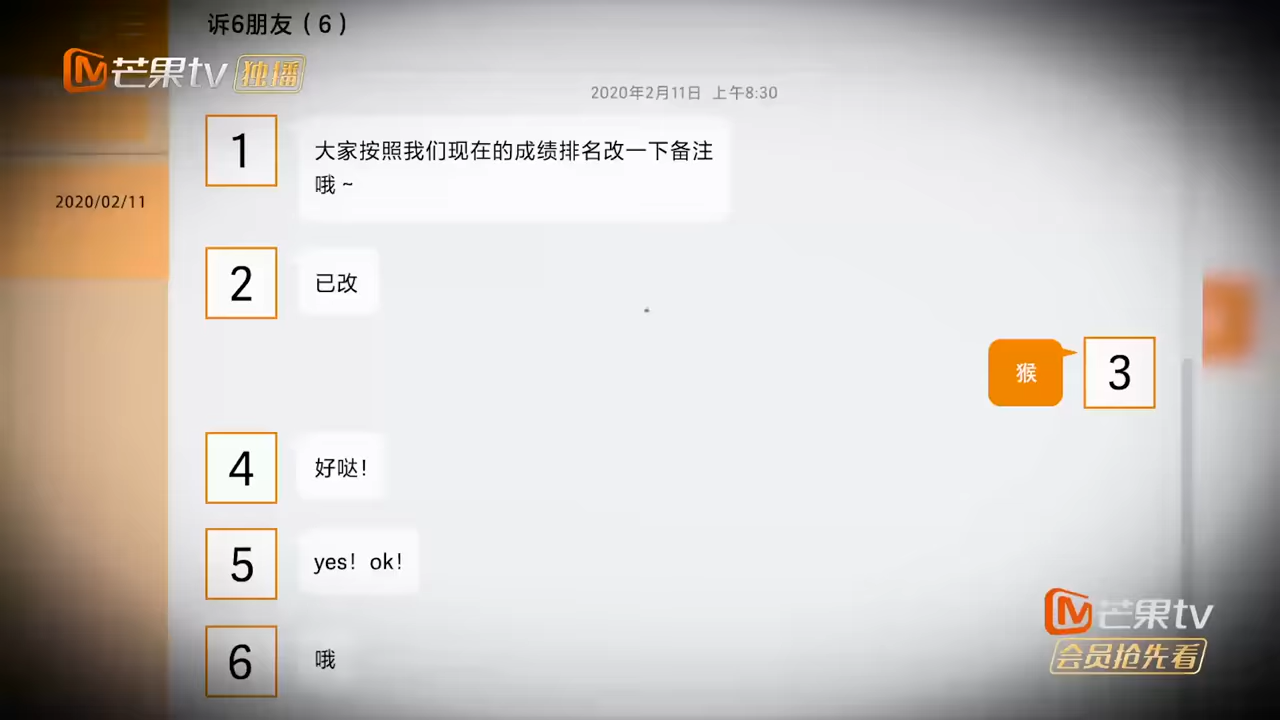 诉6朋友（6）
芒果tv 独播
2020年2月11日 上午8:30
1
大家按照我们现在的成绩排名改一下备注
哦～
2020/02/11
2
已改
猴
3
4
好哒！
5
yes！ok！
6
哦
芒果tv
会员抢先看